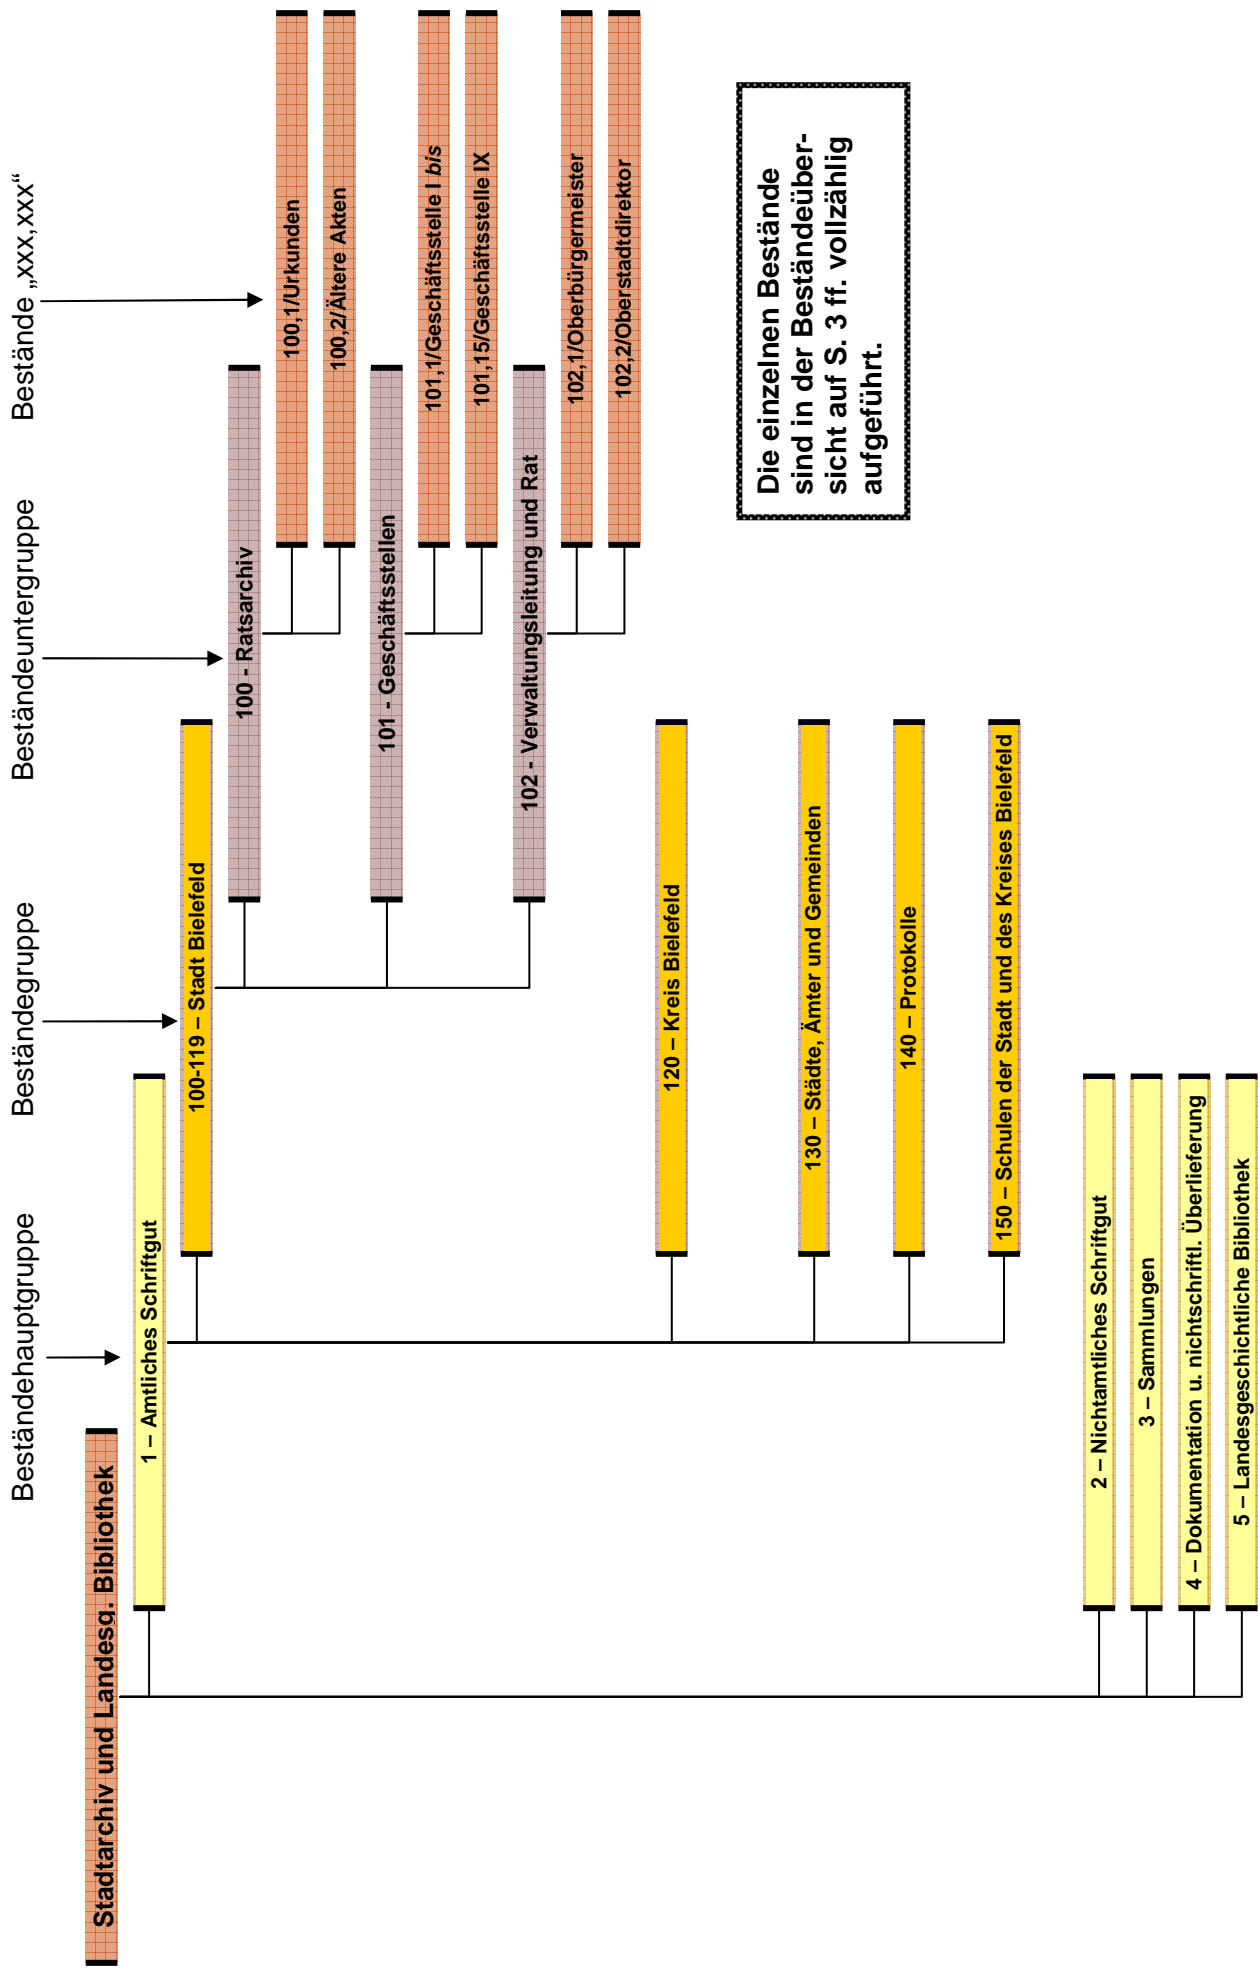 Beständehauptgruppe
Beständegruppe
Beständeuntergruppe
Bestände „xxx,xxx“
Stadtarchiv und Landesg. Bibliothek
1 – Amtliches Schriftgut
100-119 – Stadt Bielefeld
100 - Ratsarchiv
100,1/Urkunden
100,2/Ältere Akten
101 - Geschäftsstellen
101,1/Geschäftsstelle I bis
101,15/Geschäftsstelle IX
102 - Verwaltungsleitung und Rat
102,1/Oberbürgermeister
102,2/Oberstadtdirektor
120 – Kreis Bielefeld
130 – Städte, Ämter und Gemeinden
140 – Protokolle
150 – Schulen der Stadt und des Kreises Bielefeld
2 – Nichtamtliches Schriftgut
3 – Sammlungen
4 – Dokumentation u. nichtschriftl. Überlieferung
5 – Landesgeschichtliche Bibliothek
Die einzelnen Bestände
sind in der Beständeüber-
sicht auf S. 3 ff. vollzählig
aufgeführt.